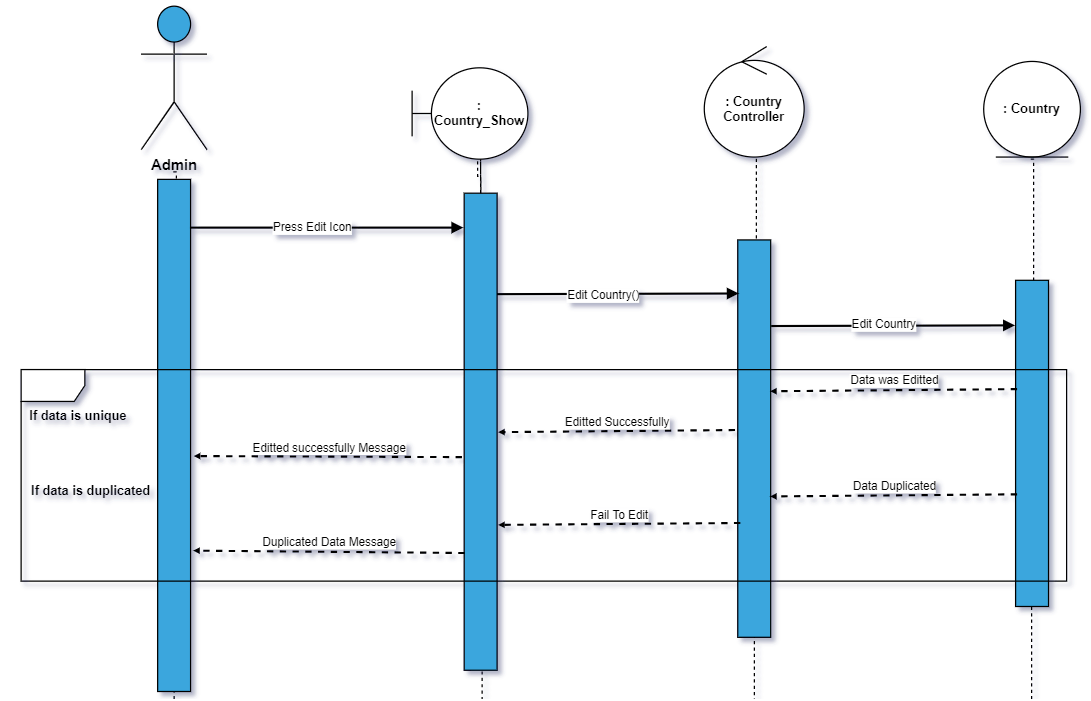 Admin
:
Country_Show
: Country
Controller
: Country
Press Edit Icon
Edit Country()
Edit Country
Data was Editted
If data is unique
Editted Successfully
Editted successfully Message
If data is duplicated
Data Duplicated
Fail To Edit
Duplicated Data Message